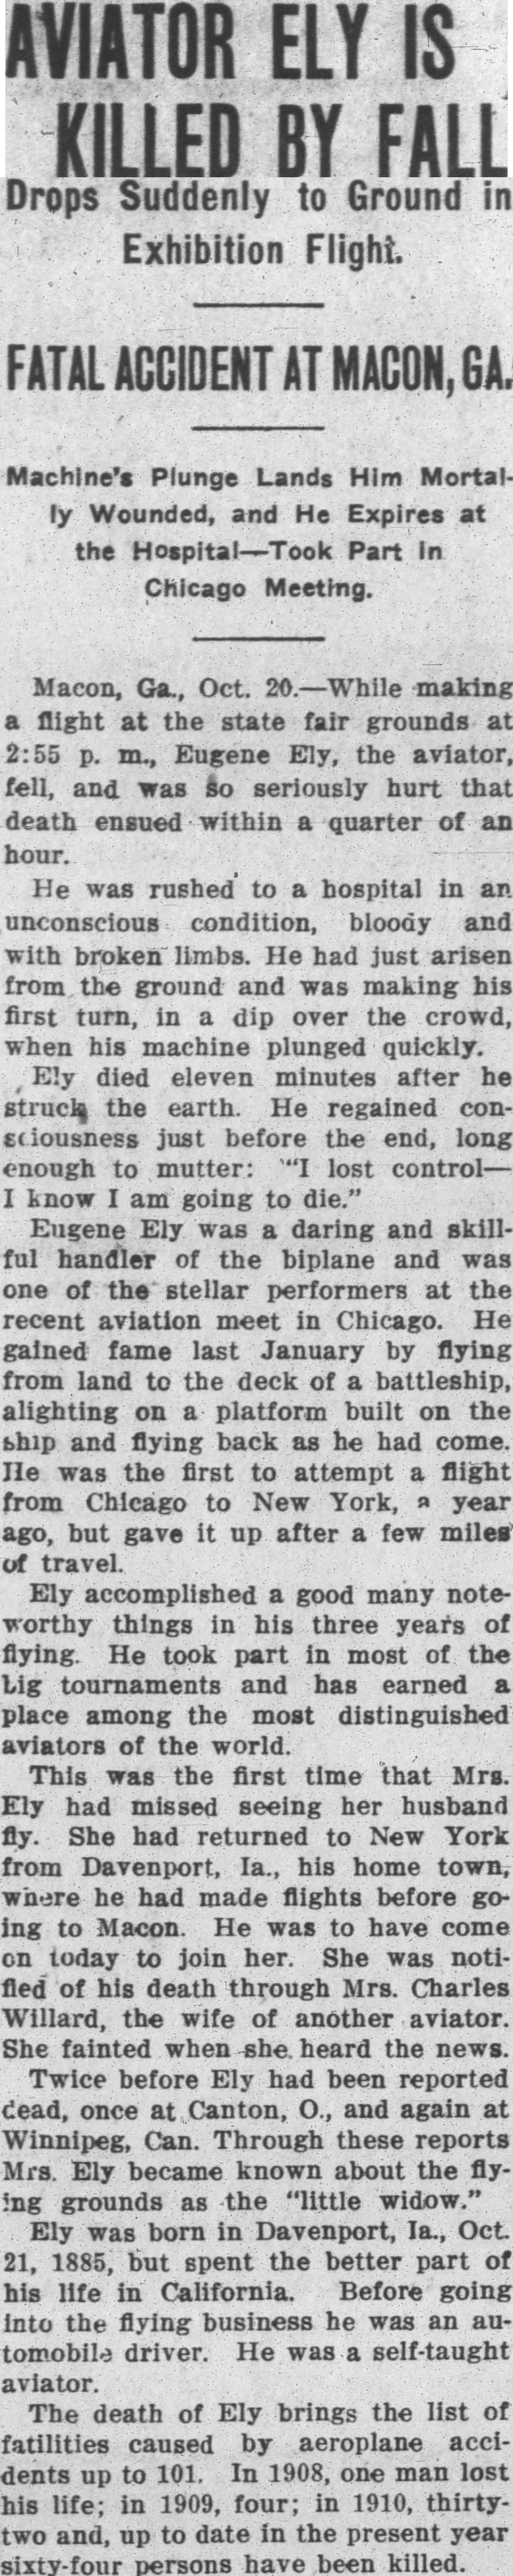 AVIATOR ELY IS
KILLED BY FALL
Drops Suddenly to Ground in
Exhibition Flight.
FATAL ACCIDENT AT MACON, GA.
Machine's Plunge Lands Him Mortal-
ly Wounded, and He Expires at
the Hospital—Took Part in
Chicago Meeting.
Macon, Ga., Oct. 20.—While making
a flight at the state fair grounds at
2:55 p. m., Eugene Ely, the aviator,
fell, and was so seriously hurt that
death ensued within a quarter of an
hour.
He was rushed to a hospital in an
unconscious condition, bloody and
with broken limbs. He had just arisen
from the ground and was making his
first turn, in a dip over the crowd,
when his machine plunged quickly.
Ely died eleven minutes after he
struck the earth. He regained con-
sciousness just before the end, long
enough to mutter: "I lost control—
I know I am going to die."
Eugene Ely was a daring and skill-
ful handler of the biplane and was
one of the stellar performers at the
recent aviation meet in Chicago. He
gained fame last January by flying
from land to the deck of a battleship,
alighting on a platform built on the
ship and flying back as he had come.
He was the first to attempt a flight
from Chicago to New York, a year
ago, but gave it up after a few miles
of travel.
Ely accomplished a good many note-
worthy things in his three years of
flying. He took part in most of the
big tournaments and has earned a
place among the most distinguished
aviators of the world.
This was the first time that Mrs.
Ely had missed seeing her husband
fly. She had returned to New York
from Davenport, Ia., his home town,
where he had made flights before go-
ing to Macon. He was to have come
on today to join her. She was noti-
fied of his death through Mrs. Charles
Willard, the wife of another aviator.
She fainted when she heard the news.
Twice before Ely had been reported
dead, once at Canton, O., and again at
Winnipeg, Can. Through these reports
Mrs. Ely became known about the fly-
ing grounds as the "little widow."
Ely was born in Davenport, Ia., Oct.
21, 1885, but spent the better part of
his life in California. Before going
into the flying business he was an au-
tomobile driver. He was a self-taught
aviator.
The death of Ely brings the list of
fatilities caused by aeroplane acci-
dents up to 101. In 1908, one man lost
his life; in 1909, four; in 1910, thirty-
two and, up to date in the present year
sixty-four persons have been killed.